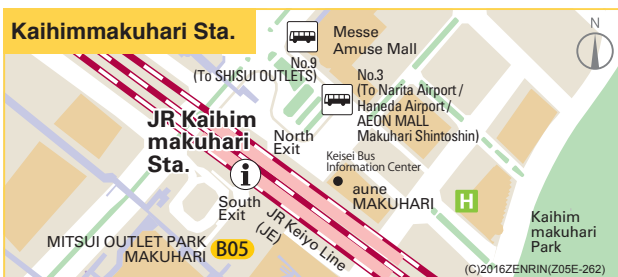 Kaihimmakuhari Sta.
Messe
Amuse Mall
N
No.9
(To SHISUI OUTLETS)
No.3
(To Narita Airport /
Haneda Airport /
AEON MALL
Makuhari Shintoshin)
JR Kaihim
makuhari
Sta.
North
Exit
Keisei Bus
Information Center
i
aune
MAKUHARI
H
South
Exit
JR Keiyo Line
(JE)
MITSUI OUTLET PARK
MAKUHARI
B05
Kaihim
makuhari
Park
(C)2016ZENRIN(Z05E-262)